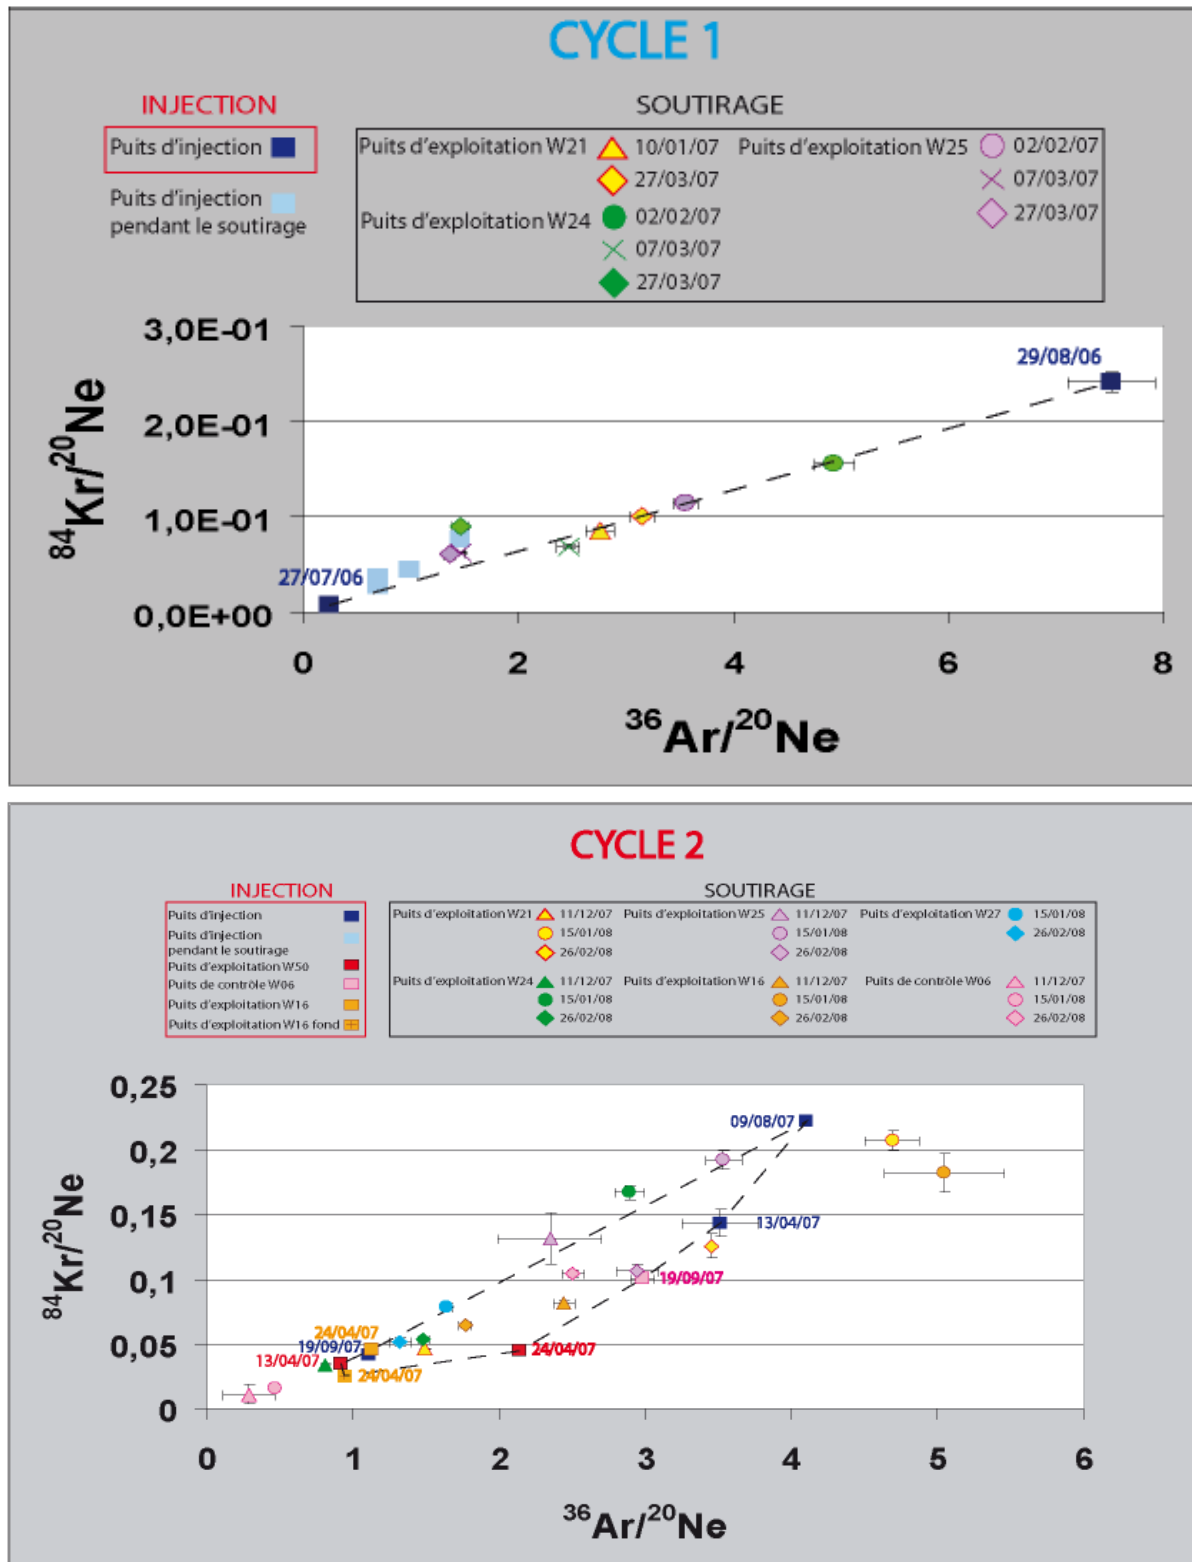 CYCLE 1
INJECTION
SOUTIRAGE
Puits d'injection
Puits d'injection
pendant le soutirage
Puits d'exploitation W21
10/01/07
27/03/07
Puits d'exploitation W24
02/02/07
07/03/07
27/03/07
Puits d'exploitation W25
02/02/07
07/03/07
27/03/07
3,0E-01
2,0E-01
1,0E-01
0,0E+00
84Kr/20Ne
29/08/06
27/07/06
0 2 4 6 8
36Ar/20Ne
CYCLE 2
INJECTION
SOUTIRAGE
Puits d'injection
Puits d'injection
pendant le soutirage
Puits d'exploitation W50
Puits de contrôle W06
Puits d'exploitation W16
Puits d'exploitation W16 fond
Puits d'exploitation W21
11/12/07
15/01/08
26/02/08
Puits d'exploitation W25
11/12/07
15/01/08
26/02/08
Puits d'exploitation W27
15/01/08
26/02/08
Puits d'exploitation W24
11/12/07
15/01/08
26/02/08
Puits d'exploitation W16
11/12/07
15/01/08
26/02/08
Puits de contrôle W06
11/12/07
15/01/08
26/02/08
0,25
0,2
0,15
0,1
0,05
0
84Kr/20Ne
09/08/07
13/04/07
19/09/07
24/04/07
19/09/07
13/04/07
24/04/07
24/04/07
0 1 2 3 4 5 6
36Ar/20Ne